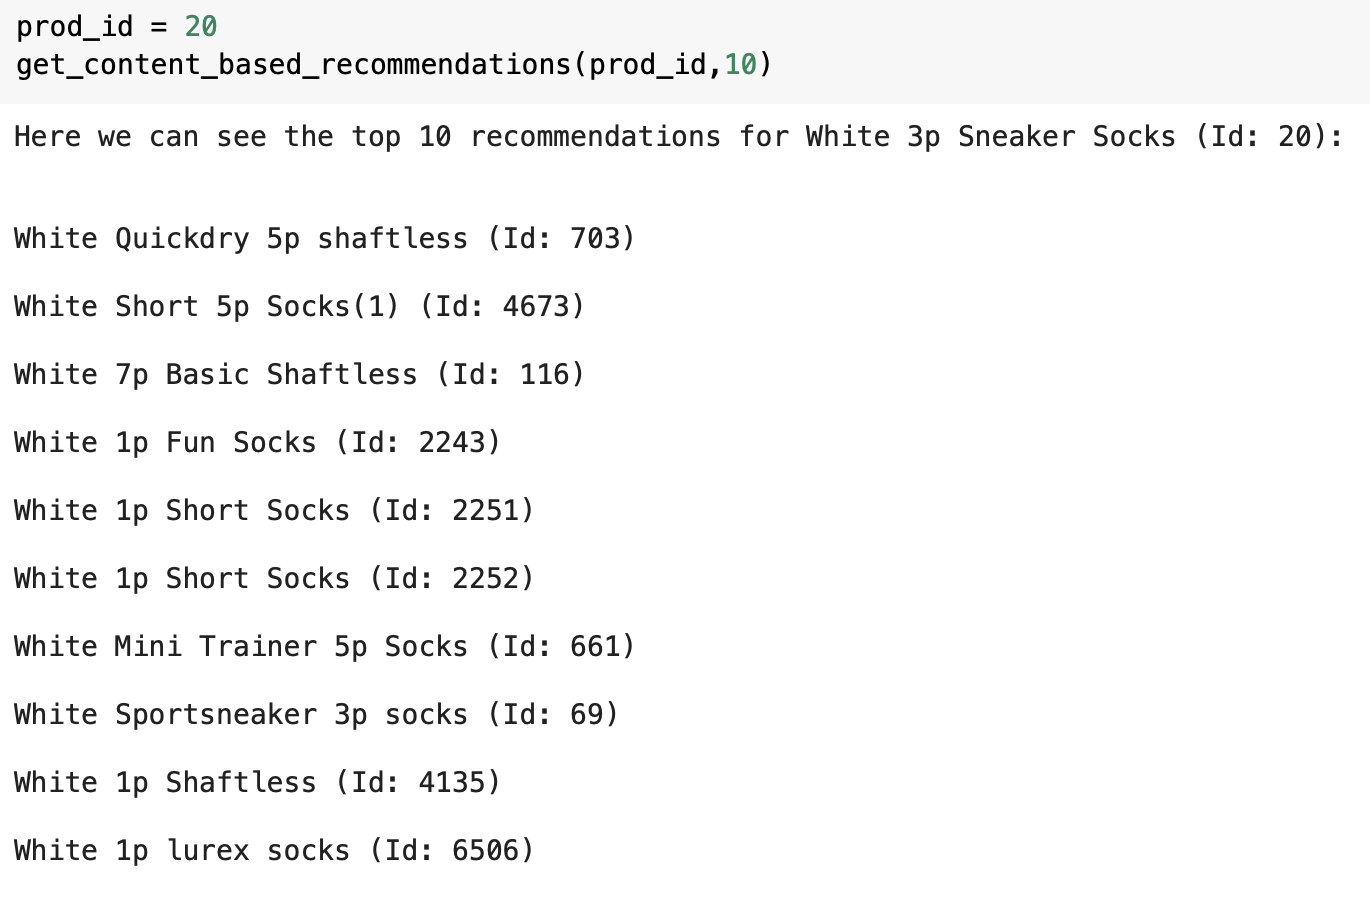 prod_id = 20
get_content_based_recommendations(prod_id,10)
Here we can see the top 10 recommendations for White 3p Sneaker Socks (Id: 20):
White Quickdry 5p shaftless (Id: 703)
White Short 5p Socks(1) (Id: 4673)
White 7p Basic Shaftless (Id: 116)
White 1p Fun Socks (Id: 2243)
White 1p Short Socks (Id: 2251)
White 1p Short Socks (Id: 2252)
White Mini Trainer 5p Socks (Id: 661)
White Sportsneaker 3p socks (Id: 69)
White 1p Shaftless (Id: 4135)
White 1p lurex socks (Id: 6506)